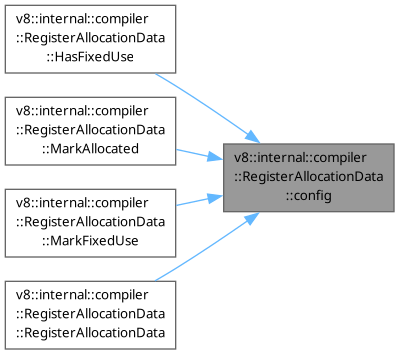 v8::internal::compiler
::RegisterAllocationData
::HasFixedUse
v8::internal::compiler
::RegisterAllocationData
::MarkAllocated
v8::internal::compiler
::RegisterAllocationData
::config
v8::internal::compiler
::RegisterAllocationData
::MarkFixedUse
v8::internal::compiler
::RegisterAllocationData
::RegisterAllocationData